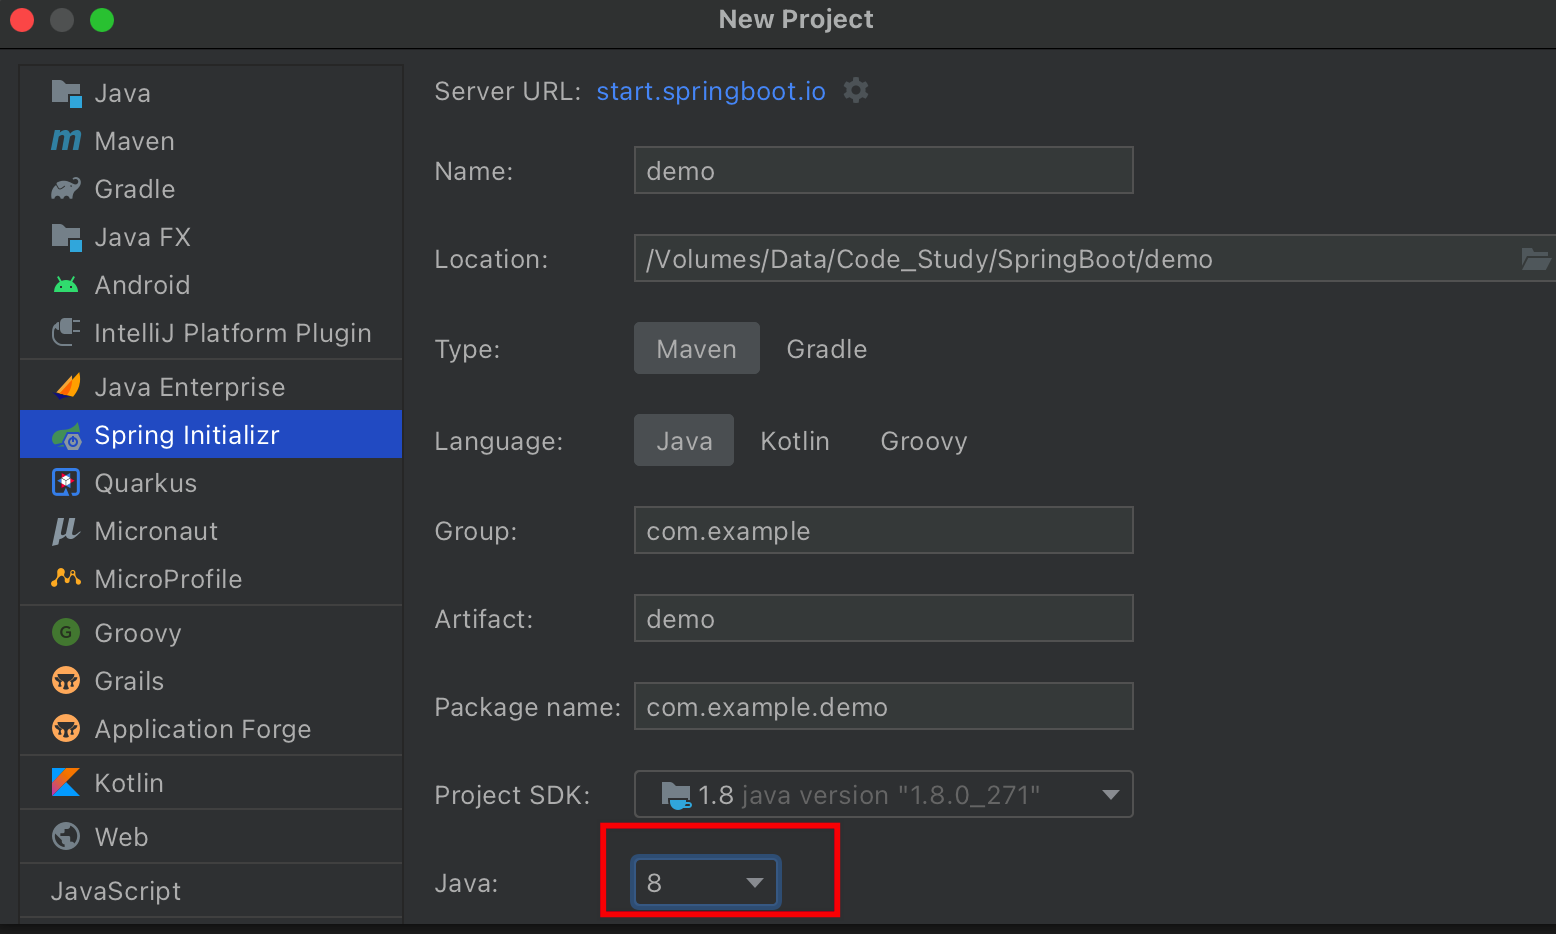 New Project
Java
Maven
Gradle
Java FX
Android
IntelliJ Platform Plugin
Java Enterprise
Spring Initializr
Quarkus
Micronaut
MicroProfile
G Groovy
Grails
Application Forge
Kotlin
Web
JavaScript
Server URL: start.springboot.io
Name: demo
Location: /Volumes/Data/Code_Study/SpringBoot/demo
Type: Maven Gradle
Language: Java Kotlin Groovy
Group: com.example
Artifact: demo
Package name: com.example.demo
Project SDK: 1.8 java version "1.8.0_271"
Java: 8